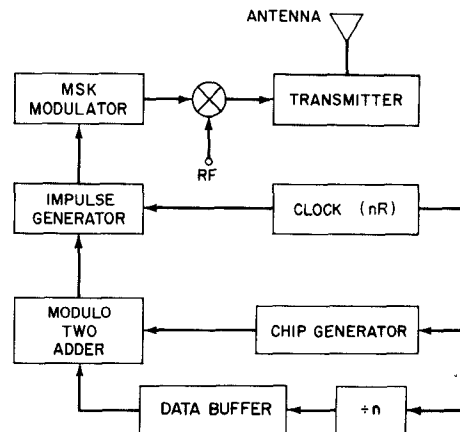 ANTENNA
MSK
MODULATOR
TRANSMITTER
RF
IMPULSE
GENERATOR
CLOCK (nR)
MODULO
TWO
ADDER
CHIP GENERATOR
DATA BUFFER
÷n